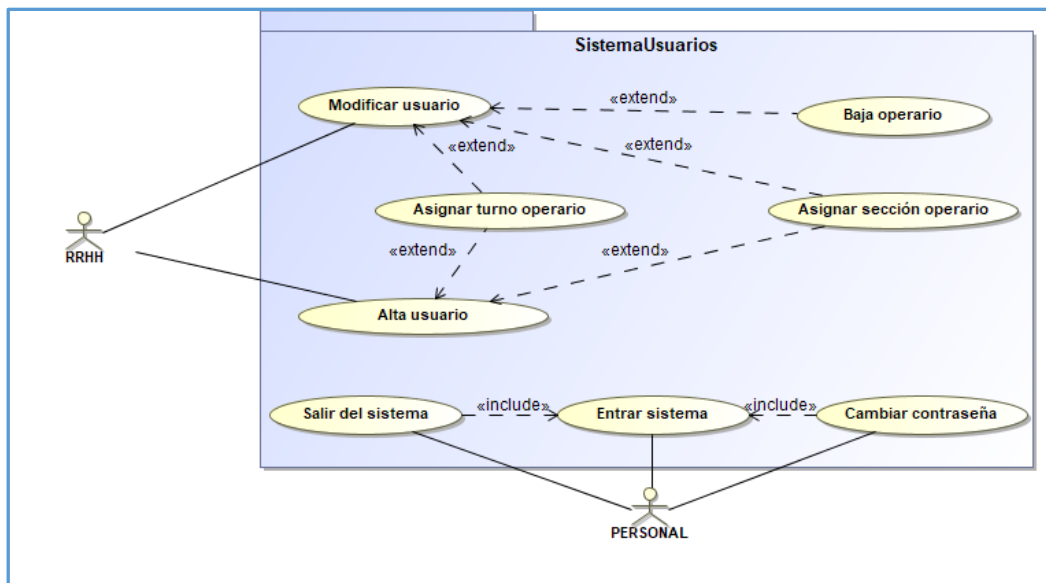 SistemaUsuarios
Modificar usuario
«extend»
Baja operario
«extend»
«extend»
Asignar turno operario
Asignar sección operario
RRHH
«extend»
«extend»
Alta usuario
Salir del sistema
«include»
Entrar sistema
«include»
Cambiar contraseña
PERSONAL